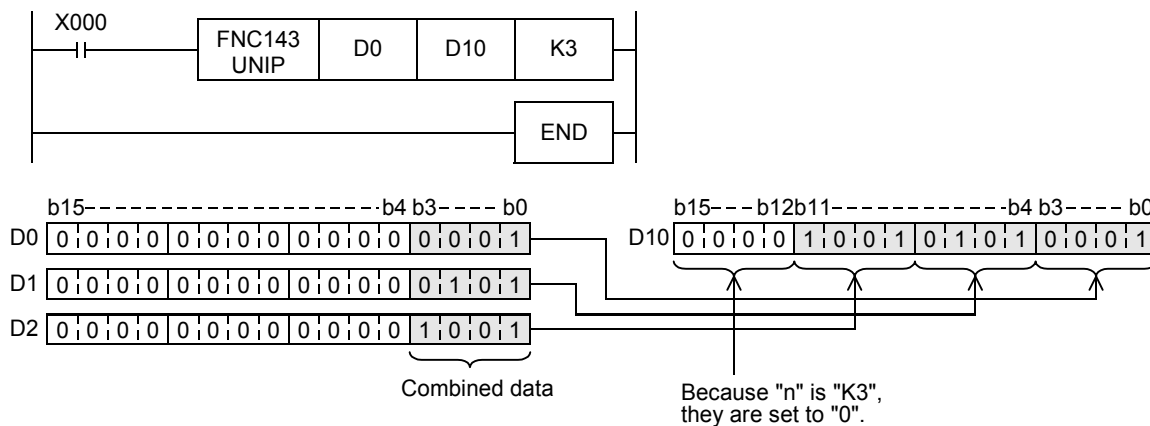 X000
FNC143
UNIP
D0
D10
K3
END
b15 b4 b3 b0
D0 0 0 0 0 0 0 0 0 0 0 0 0 0 0 0 1
D1 0 0 0 0 0 0 0 0 0 0 0 0 0 1 0 1
D2 0 0 0 0 0 0 0 0 0 0 0 0 1 0 0 1
Combined data
b15 b12b11 b4 b3 b0
D10 0 0 0 0 1 0 0 1 0 1 0 1 0 0 0 1
Because "n" is "K3",
they are set to "0".